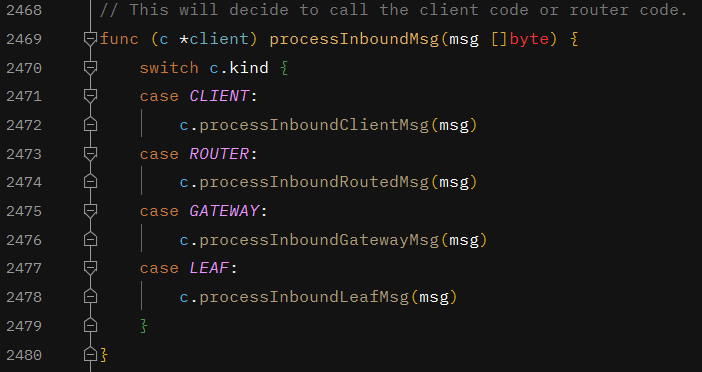 2468 // This will decide to call the client code or router code.
2469 func (c *client) processInboundMsg(msg []byte) {
2470 switch c.kind {
2471 case CLIENT:
2472 c.processInboundClientMsg(msg)
2473 case ROUTER:
2474 c.processInboundRoutedMsg(msg)
2475 case GATEWAY:
2476 c.processInboundGatewayMsg(msg)
2477 case LEAF:
2478 c.processInboundLeafMsg(msg)
2479 }
2480 }